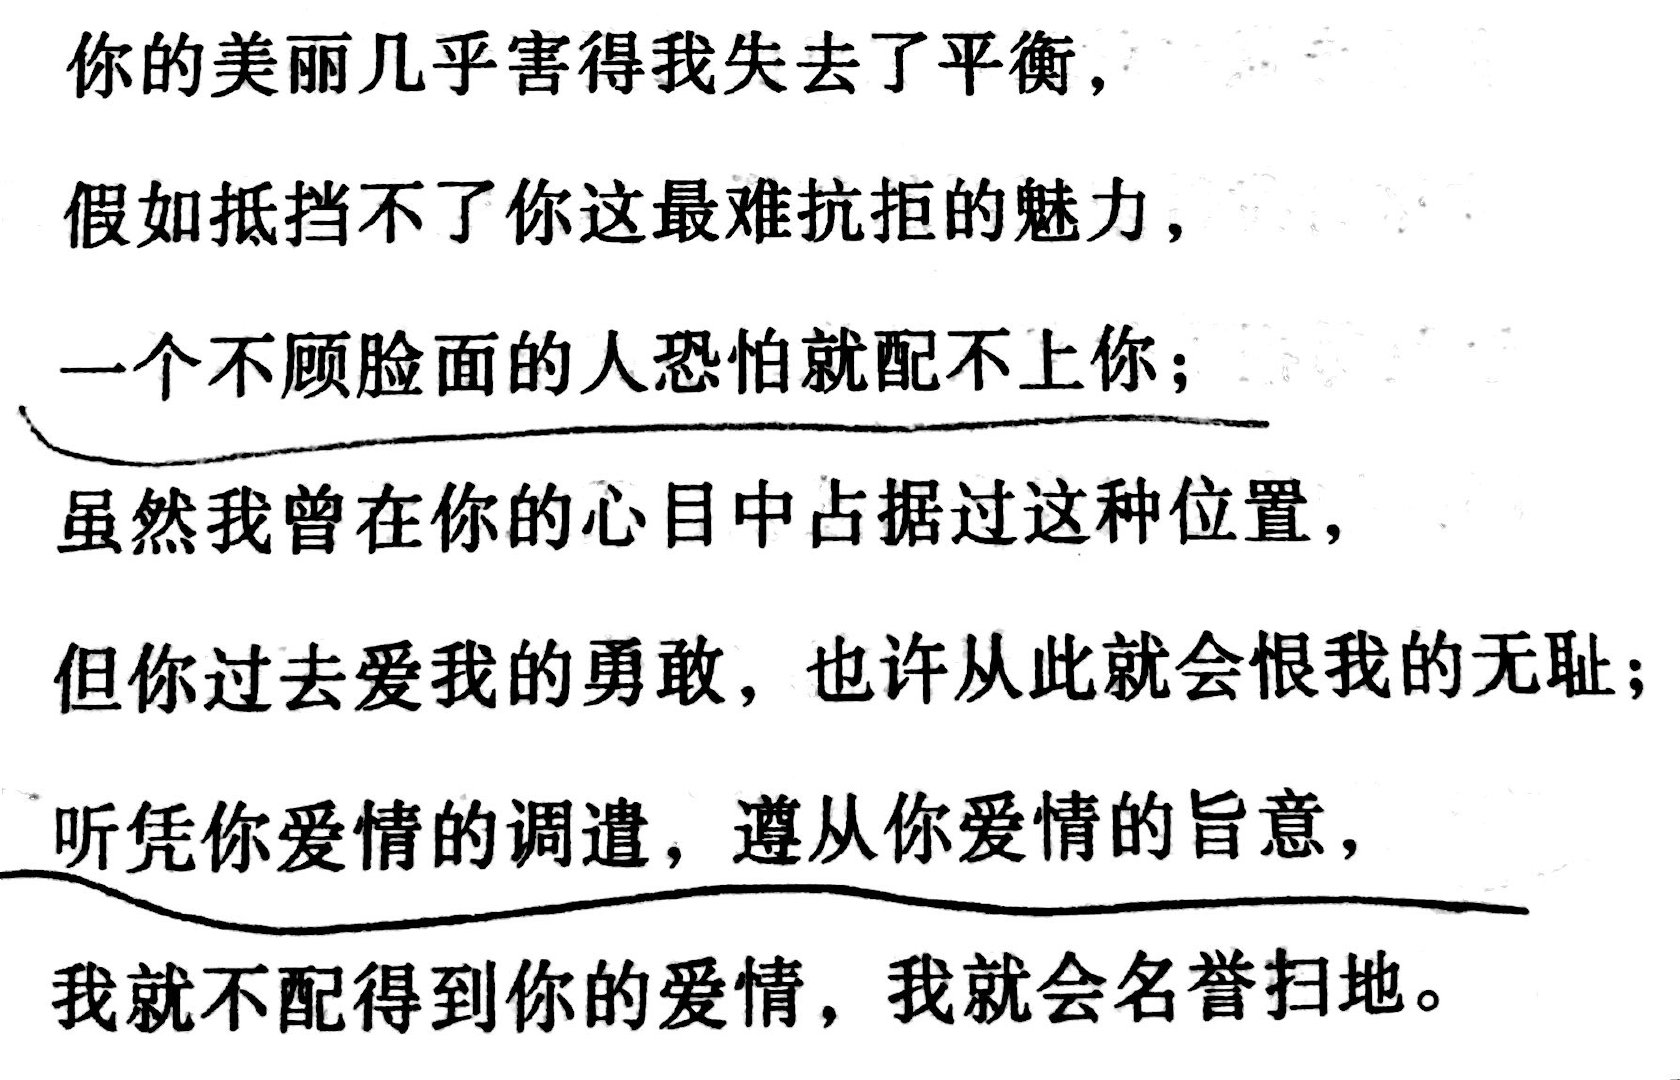 你的美丽几乎害得我失去了平衡，
假如抵挡不了你这最难抗拒的魅力，
一个不顾脸面的人恐怕就配不上你；
虽然我曾在你的心目中占据过这种位置，
但你过去爱我的勇敢，也许从此就会恨我的无耻；
听凭你爱情的调遣，遵从你爱情的旨意，
我就不配得到你的爱情，我就会名誉扫地。